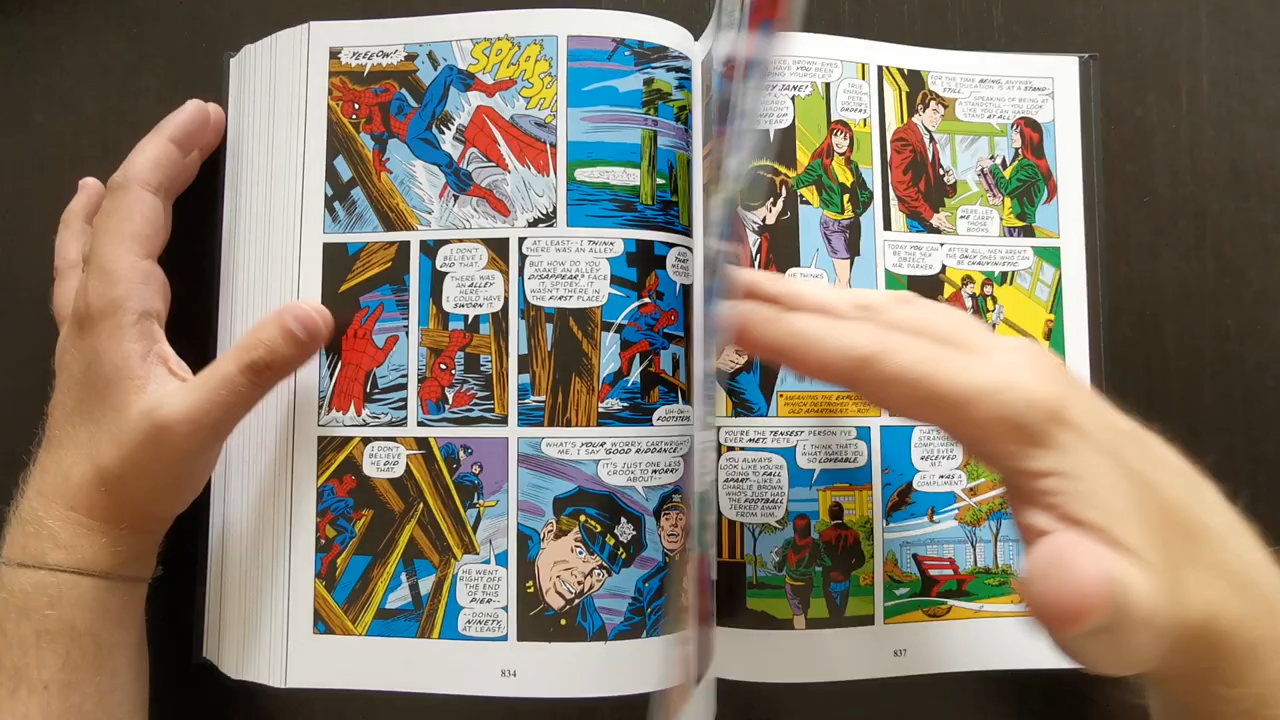 YEEEOW!
SPLASH!
I DON'T
BELIEVE I
DID THAT.
THERE WAS
AN ALLEY
HERE--
I COULD HAVE
SWORN IT.
AT LEAST--I THINK
THERE WAS AN ALLEY...
BUT HOW DO YOU
MAKE AN ALLEY
DISAPPEAR? FACE
IT, SPIDEY...IT
WASN'T THERE IN
THE FIRST PLACE!
AND
THAT
MEANS
UH-OH--
FOOTSTEPS.
I DON'T
BELIEVE
HE DID
THAT.
HE WENT
RIGHT OFF
THE END
OF THIS
PIER--
--DOING
NINETY,
AT LEAST!
WHAT'S YOUR WORRY, CARTWRIGHT?
ME, I SAY "GOOD RIDDANCE."
IT'S JUST ONE LESS
CROOK TO WORRY
ABOUT--
834
BROWN-EYES.
HAVE YOU BEEN
YOURSELF?
JANE!
TRUE
ENOUGH,
PETE.
DOCTOR'S
ORDERS.
HE THINKS
*MEANING THE
WHICH DESTROYED
OLD APARTMENT.--ROY
FOR THE TIME BEING, ANYWAY,
M.J.'S EDUCATION IS AT A STAND-
STILL.
SPEAKING OF BEING AT
A STANDSTILL--YOU LOOK
LIKE YOU CAN HARDLY
STAND AT ALL!
HERE, LET
ME CARRY
THOSE
BOOKS.
TODAY YOU CAN
BE THE SEX
OBJECT,
MR. PARKER.
AFTER ALL, MEN AREN'T
THE ONLY ONES WHO CAN
BE CHAUVINISTIC.
YOU'RE THE TENSEST PERSON I'VE
EVER MET, PETE.
I THINK THAT'S
WHAT MAKES YOU
SO LOVEABLE.
YOU ALWAYS
LOOK LIKE YOU'RE
GOING TO FALL
APART--LIKE A
CHARLIE BROWN
WHO'S JUST HAD
THE FOOTBALL
JERKED AWAY
FROM HIM.
THAT'S
STRANGE
COMPLIMENT
I'VE EVER
RECEIVED,
M.J.
IF IT WAS A
COMPLIMENT.
837